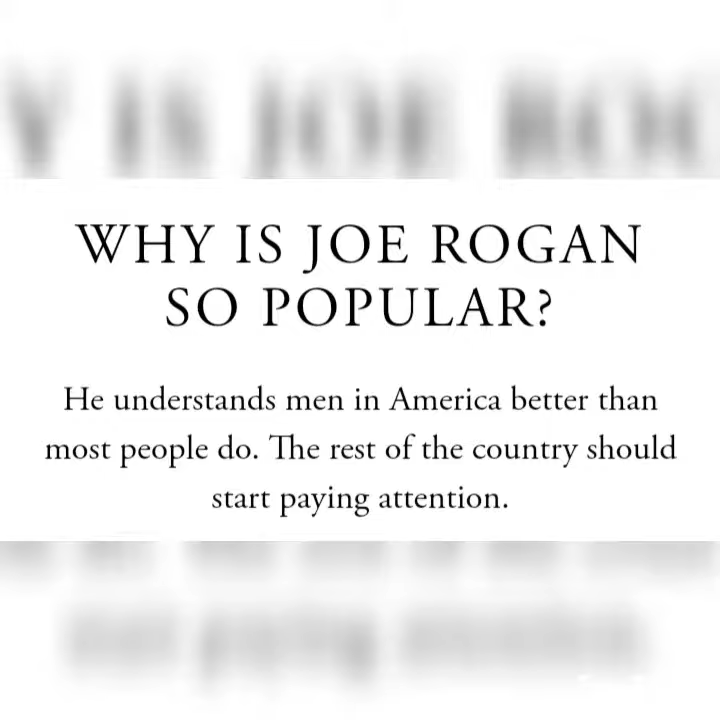 WHY IS JOE ROGAN
SO POPULAR?
He understands men in America better than
most people do. The rest of the country should
start paying attention.